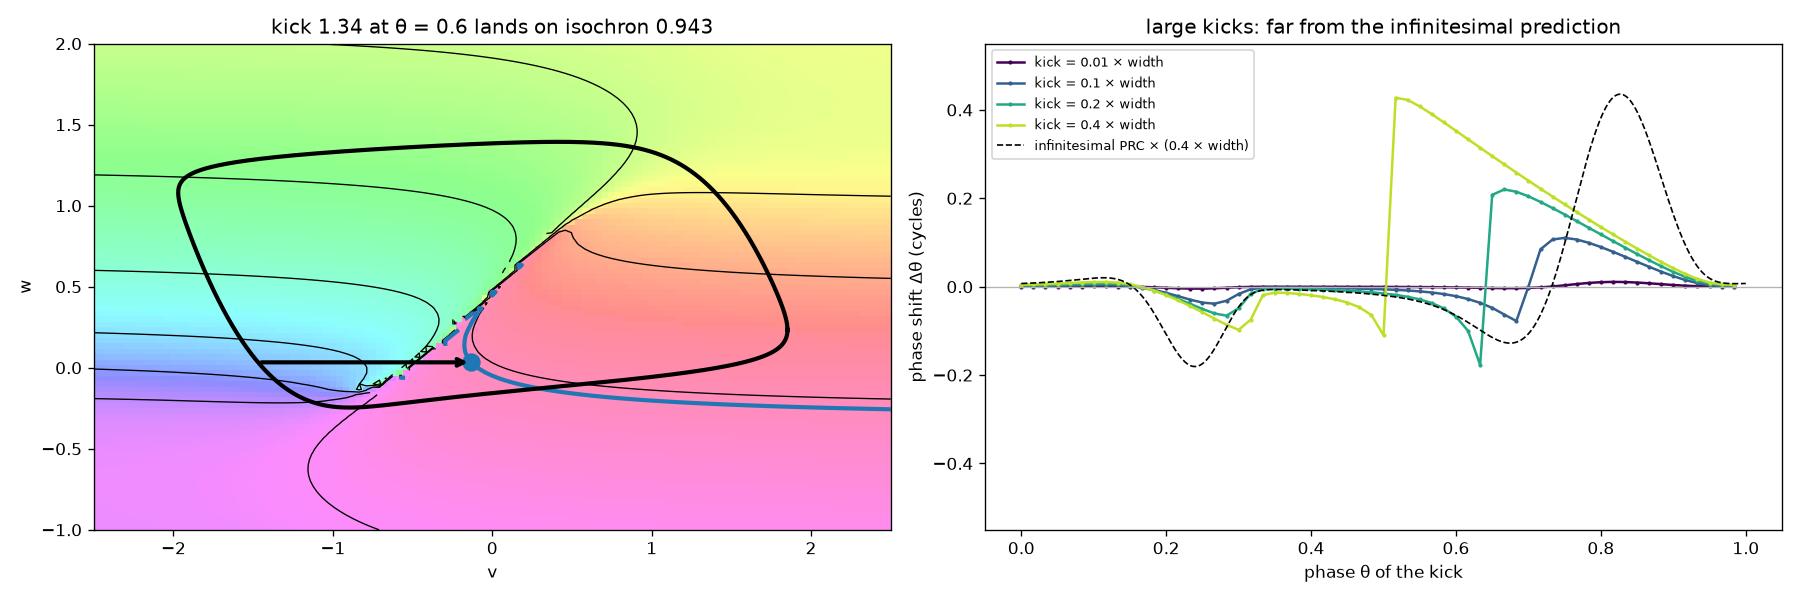 kick 1.34 at θ = 0.6 lands on isochron 0.943
2.0
1.5
1.0
0.5
0.0
−0.5
−1.0
w
−2
−1
0
1
2
v
large kicks: far from the infinitesimal prediction
kick = 0.01 × width
kick = 0.1 × width
kick = 0.2 × width
kick = 0.4 × width
infinitesimal PRC × (0.4 × width)
0.4
0.2
0.0
−0.2
−0.4
phase shift Δθ (cycles)
0.0
0.2
0.4
0.6
0.8
1.0
phase θ of the kick